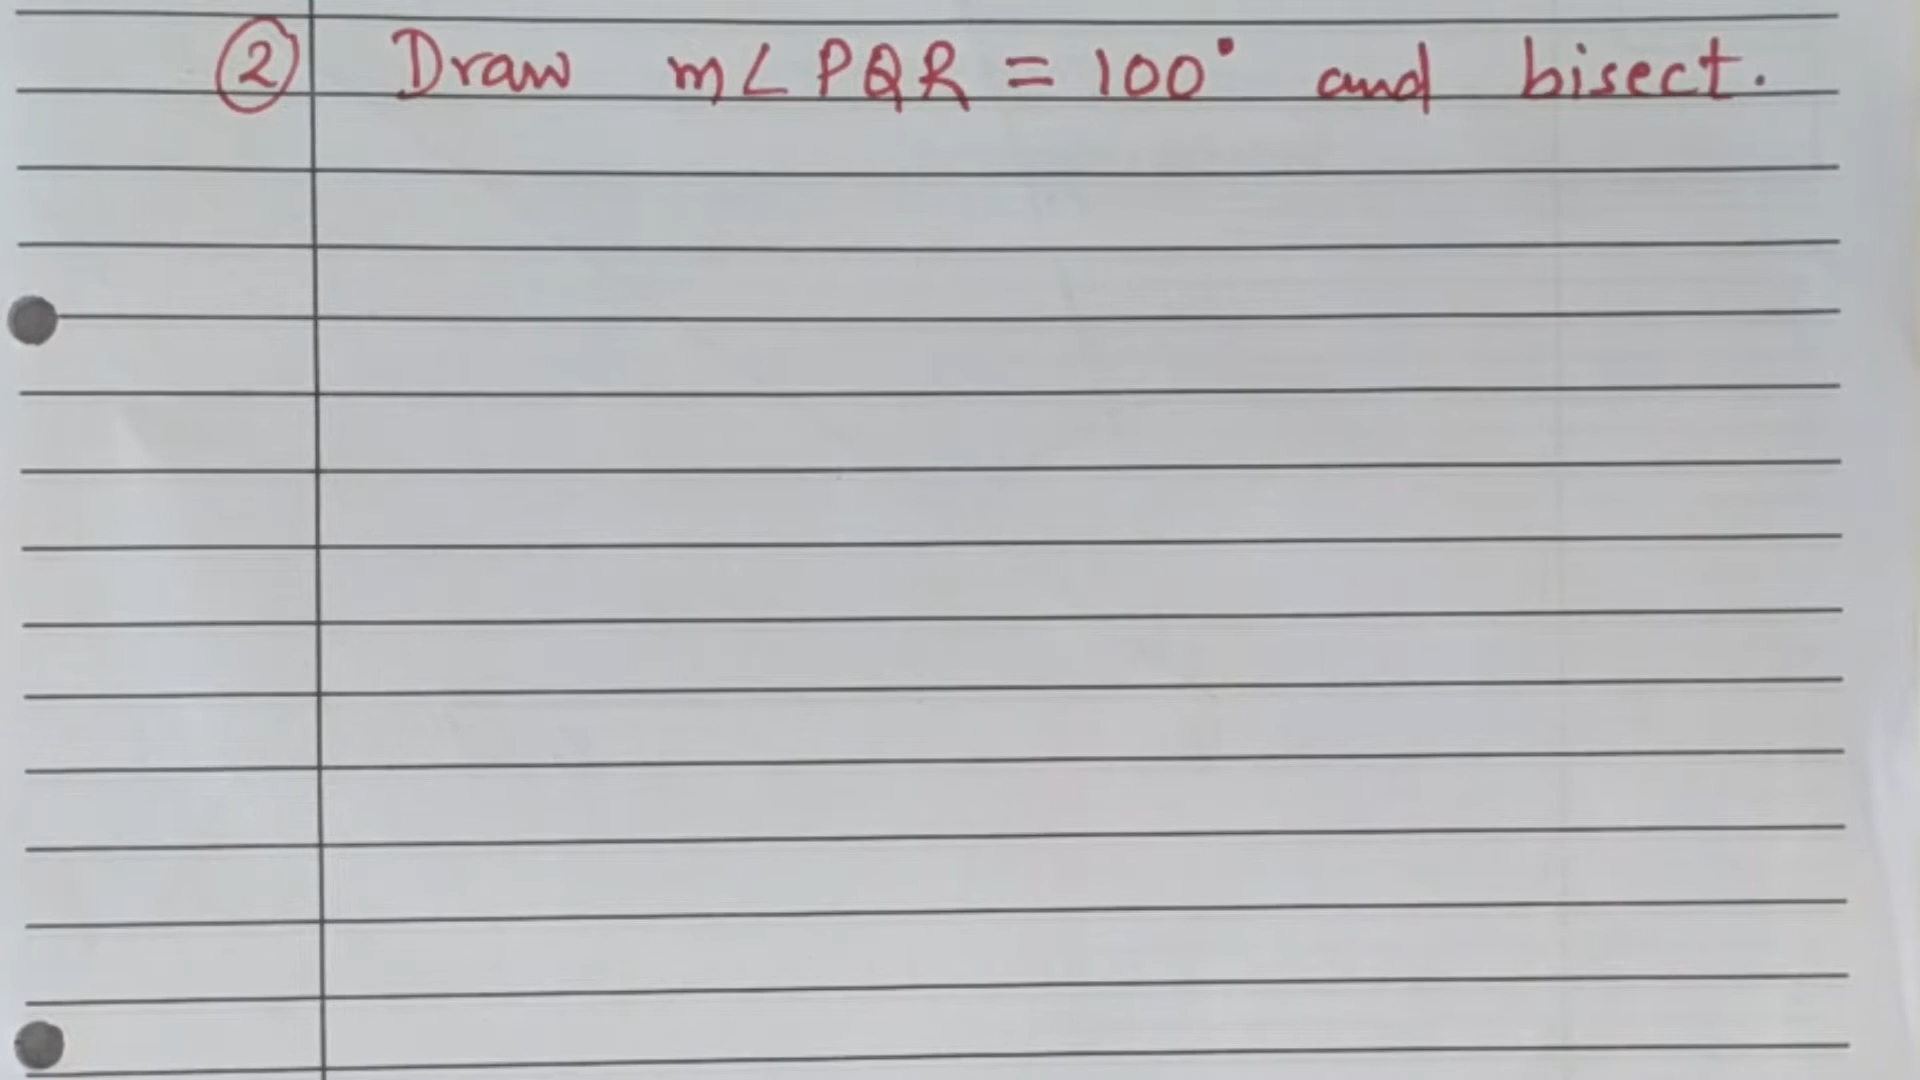 ② Draw m∠PQR = 100° and bisect.